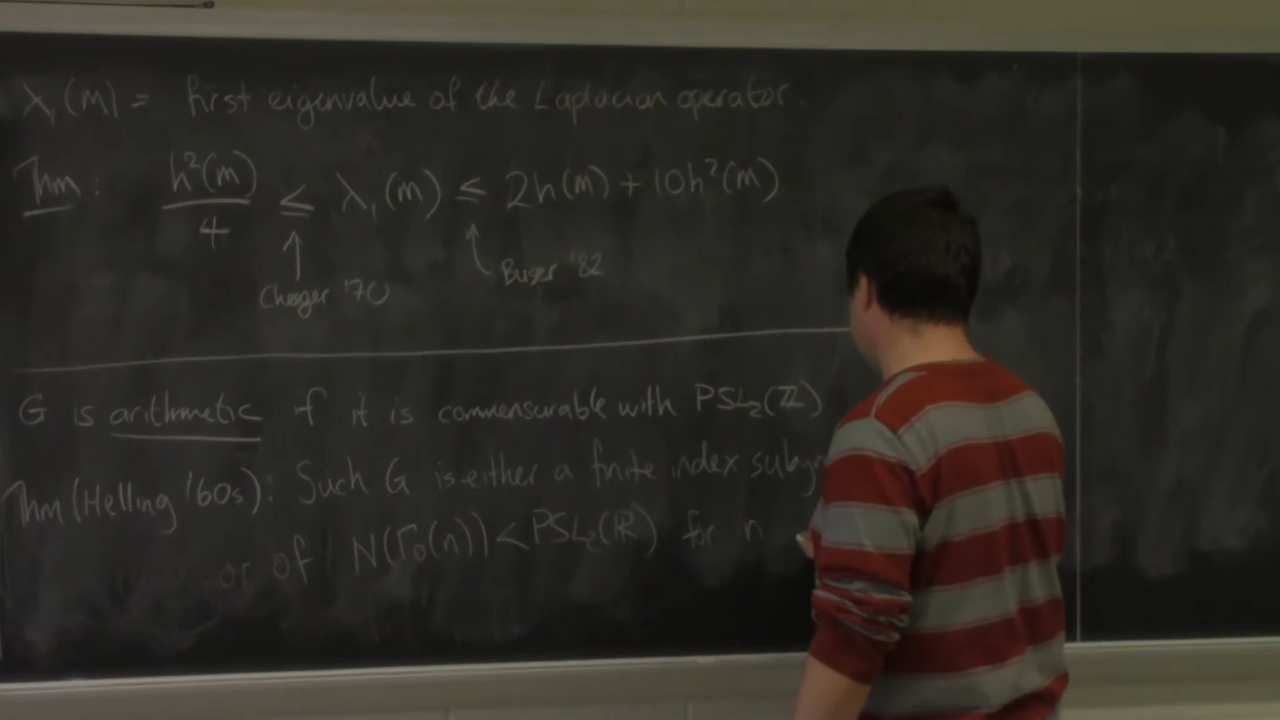 λ₁(M) = first eigenvalue of the Laplacian operator.
Thm: h²(M)/4 ≤ λ₁(M) ≤ 2h(M) + 10h²(M)
Cheeger '70
Buser '82
G is arithmetic if it is commensurable with PSL₂(ℤ)
Thm (Helling '60s): Such G is either a finite index
or of N(Γ₀(n)) < PSL₂(ℝ) for n